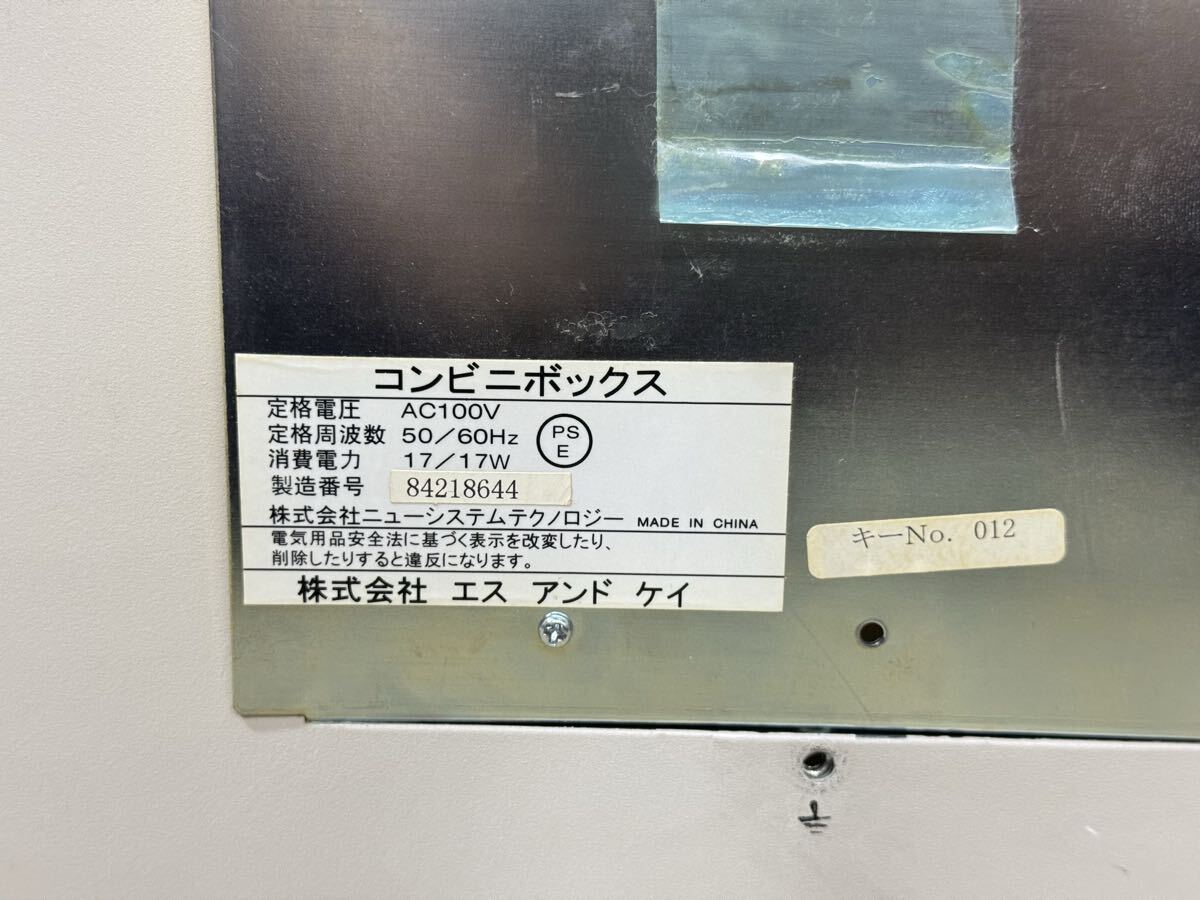 コンビニボックス
定格電圧 AC100V
定格周波数 50/60Hz
PS
E
消費電力 17/17W
製造番号 84218644
株式会社ニューシステムテクノロジー MADE IN CHINA
電気用品安全法に基づく表示を改変したり、
削除したりすると違反になります。
株式会社 エス アンド ケイ
キーNo. 012